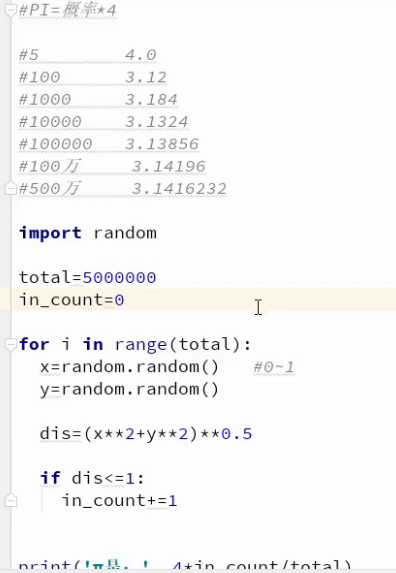 #PI=概率*4
#5 4.0
#100 3.12
#1000 3.184
#10000 3.1324
#100000 3.13856
#100万 3.14196
#500万 3.1416232
import random
total=5000000
in_count=0
for i in range(total):
x=random.random() #0~1
y=random.random()
dis=(x**2+y**2)**0.5
if dis<=1:
in_count+=1
print('π是：', 4*in_count/total)